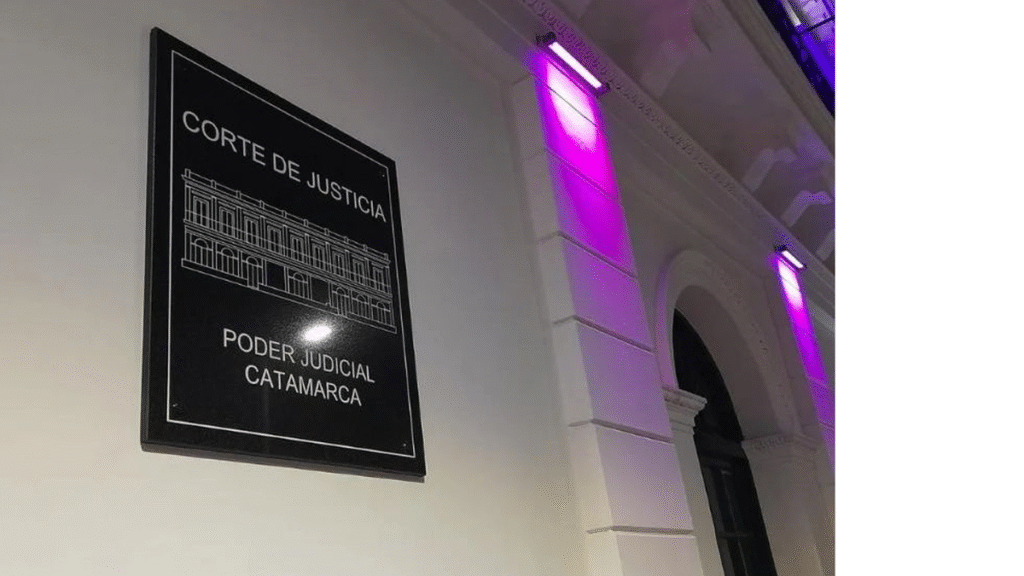 CORTE DE JUSTICIA
PODER JUDICIAL
CATAMARCA